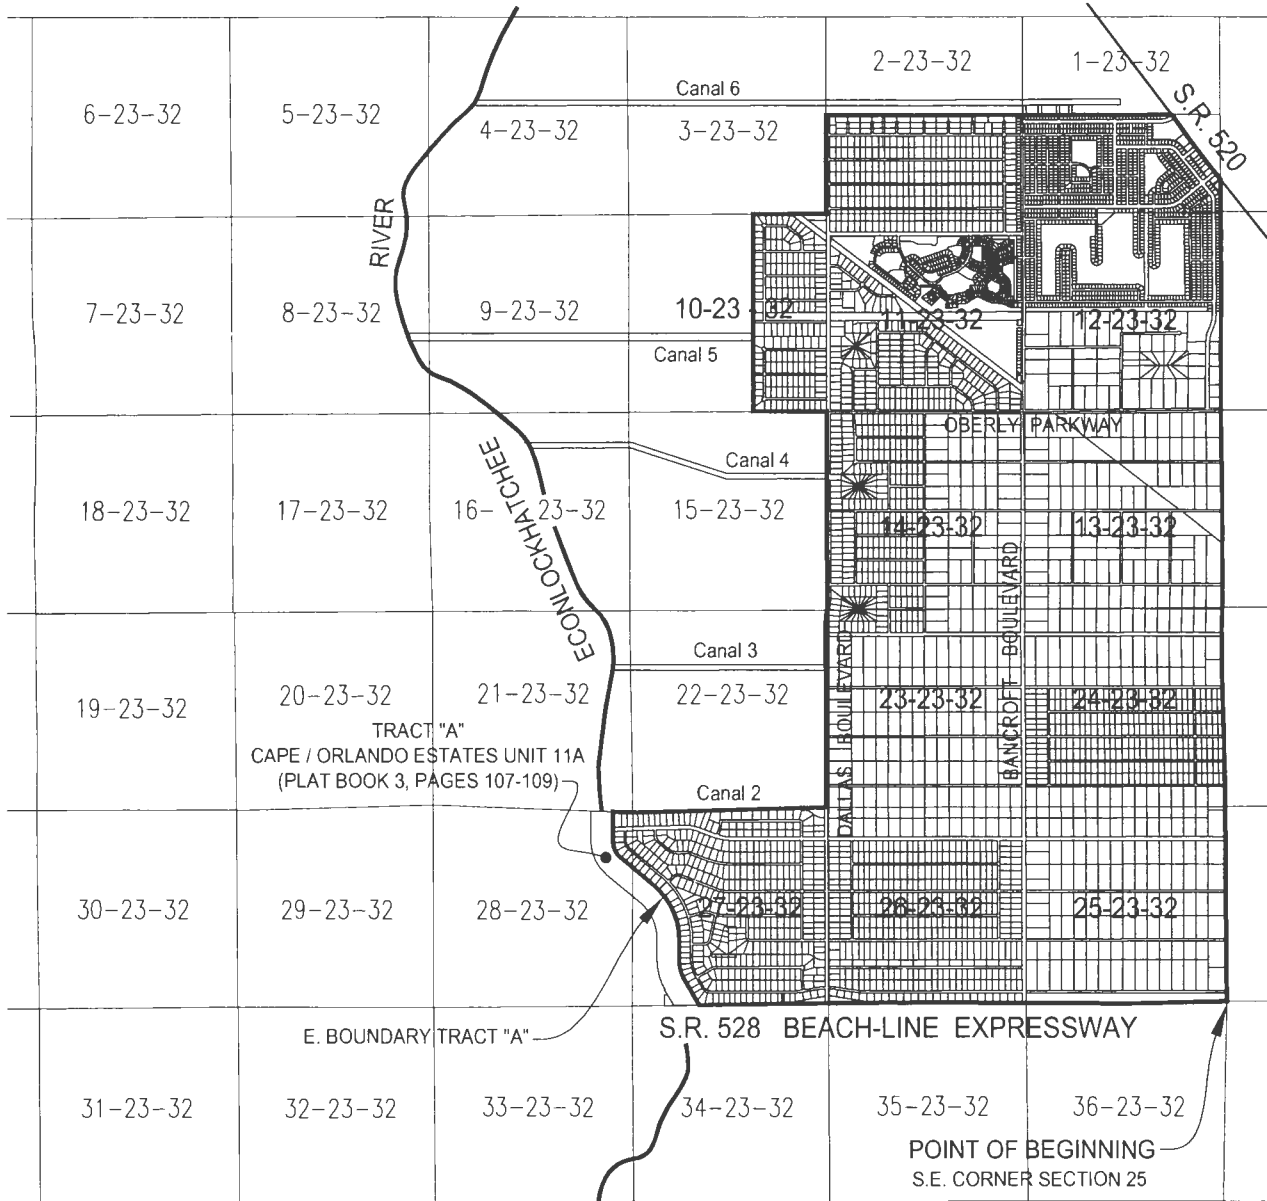 2-23-32
1-23-32
S.R. 520
6-23-32
5-23-32
Canal 6
4-23-32
3-23-32
RIVER
7-23-32
8-23-32
9-23-32
10-23-32
11-23-32
12-23-32
Canal 5
OBERLY PARKWAY
ECONLOCKHATCHEE
Canal 4
18-23-32
17-23-32
16-23-32
15-23-32
14-23-32
13-23-32
BANCROFT BOULEVARD
DALLAS BOULEVARD
Canal 3
19-23-32
20-23-32
21-23-32
22-23-32
23-23-32
24-23-32
TRACT "A"
CAPE / ORLANDO ESTATES UNIT 11A
(PLAT BOOK 3, PAGES 107-109)
Canal 2
30-23-32
29-23-32
28-23-32
27-23-32
26-23-32
25-23-32
E. BOUNDARY TRACT "A"
S.R. 528 BEACH-LINE EXPRESSWAY
31-23-32
32-23-32
33-23-32
34-23-32
35-23-32
36-23-32
POINT OF BEGINNING
S.E. CORNER SECTION 25